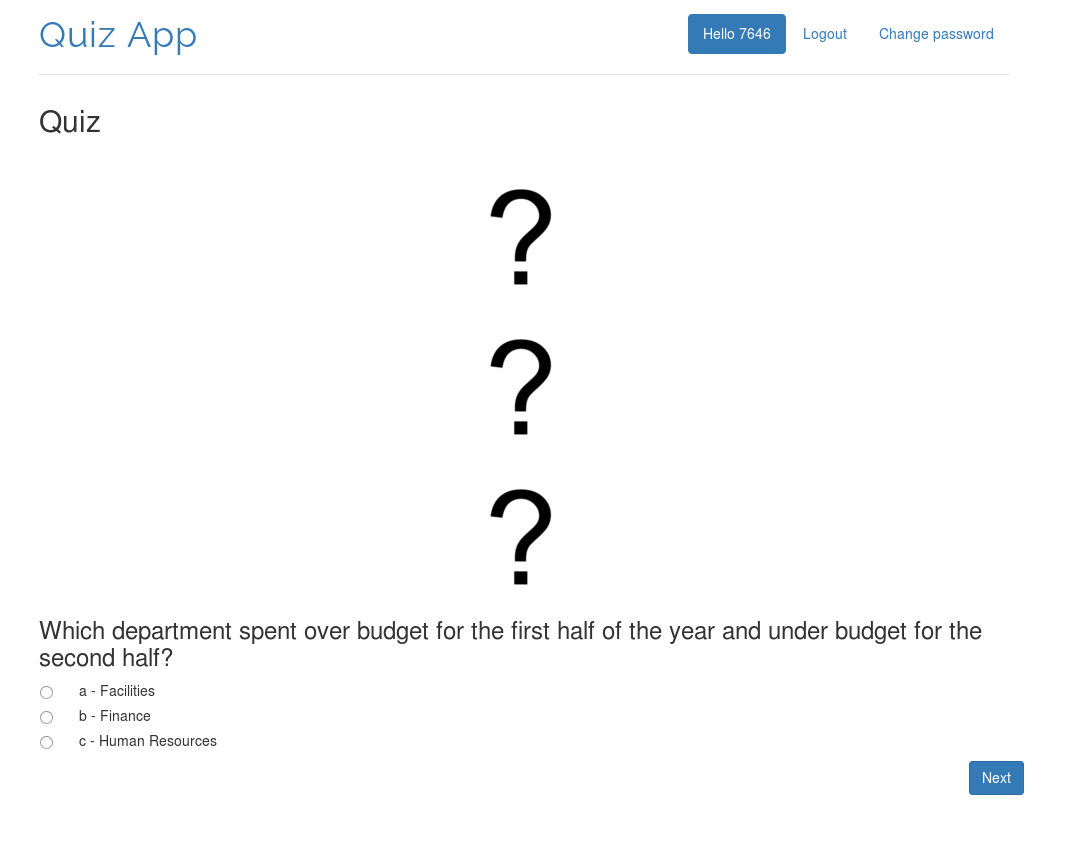 Quiz App
Hello 7646
Logout
Change password
Quiz
?
?
?
Which department spent over budget for the first half of the year and under budget for the
second half?
a - Facilities
b - Finance
c - Human Resources
Next